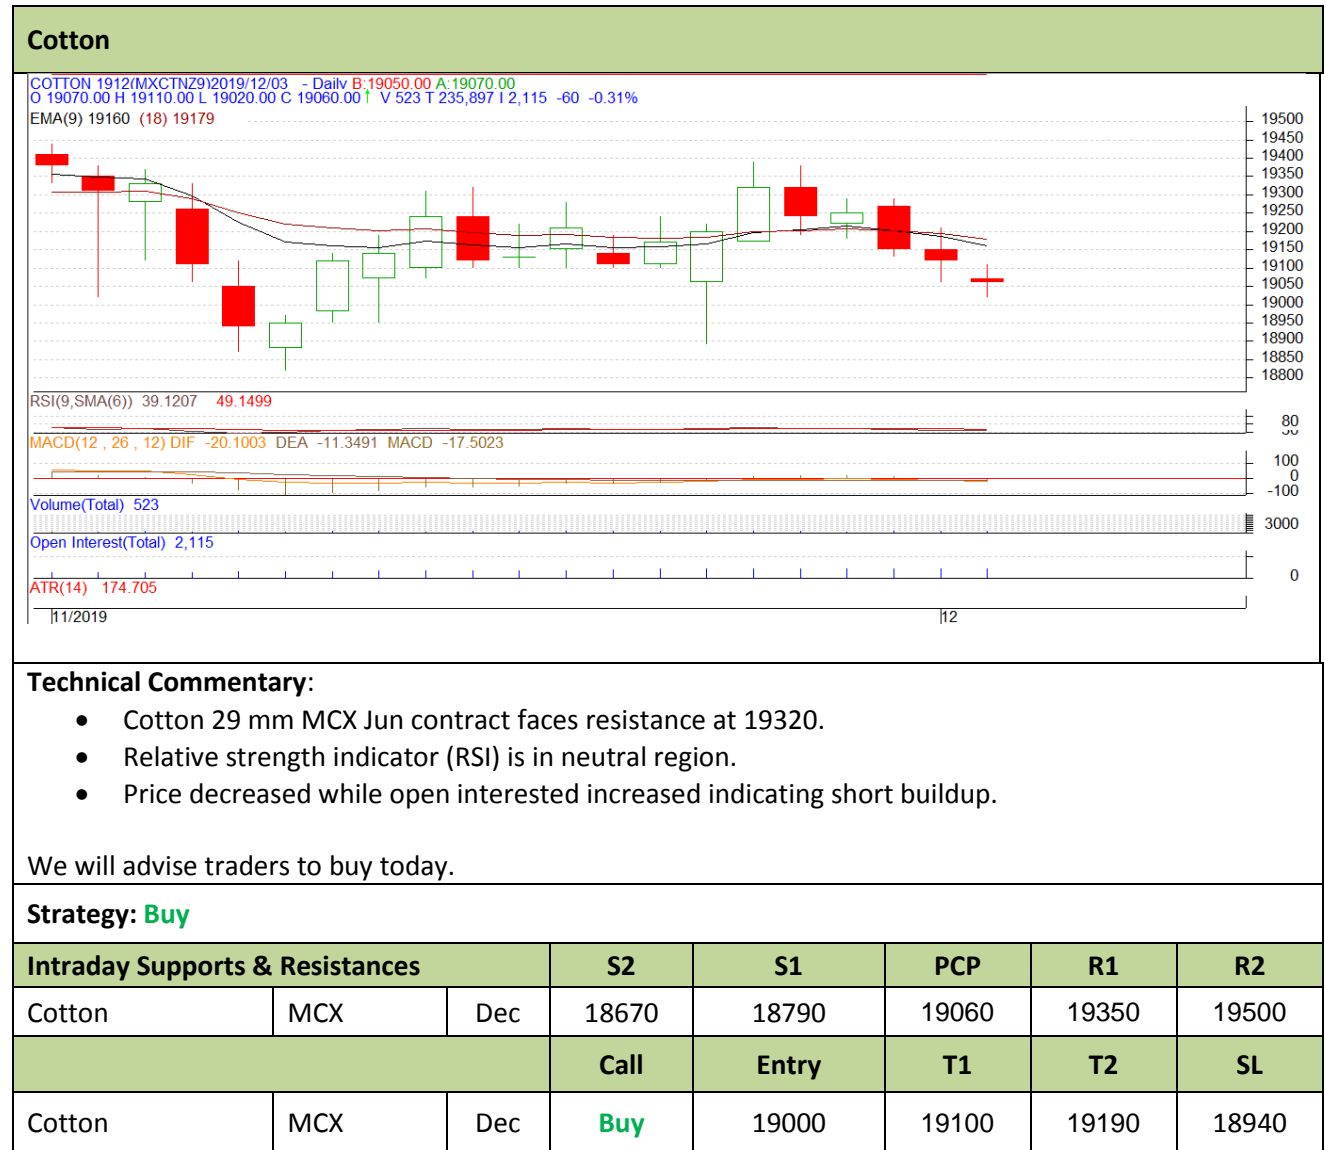 Cotton
COTTON 1912(MXCTNZ9)2019/12/03 - Daily B:19050.00 A:19070.00
O 19070.00 H 19110.00 L 19020.00 C 19060.00↑ V 523 T 235,897 I 2,115 -60 -0.31%
EMA(9) 19160 (18) 19179
19500
19450
19400
19350
19300
19250
19200
19150
19100
19050
19000
18950
18900
18850
18800
RSI(9,SMA(6)) 39.1207 49.1499
80
MACD(12 , 26 , 12) DIF -20.1003 DEA -11.3491 MACD -17.5023
100
0
-100
Volume(Total) 523
3000
Open Interest(Total) 2,115
0
ATR(14) 174.705
11/2019 12
Technical Commentary:
• Cotton 29 mm MCX Jun contract faces resistance at 19320.
• Relative strength indicator (RSI) is in neutral region.
• Price decreased while open interested increased indicating short buildup.
We will advise traders to buy today.
Strategy: Buy
Intraday Supports & Resistances S2 S1 PCP R1 R2
Cotton MCX Dec 18670 18790 19060 19350 19500
Call Entry T1 T2 SL
Cotton MCX Dec Buy 19000 19100 19190 18940